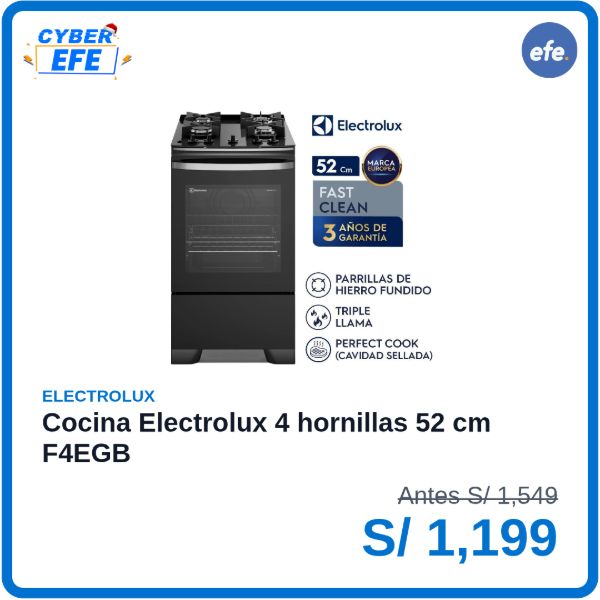 CYBER
EFE
efe.
Electrolux
52 Cm
MARCA
EUROPEA
FAST
CLEAN
3 AÑOS DE
GARANTÍA
PARRILLAS DE
HIERRO FUNDIDO
TRIPLE
LLAMA
PERFECT COOK
(CAVIDAD SELLADA)
Electrolux
ELECTROLUX
Cocina Electrolux 4 hornillas 52 cm
F4EGB
Antes S/ 1,549
S/ 1,199